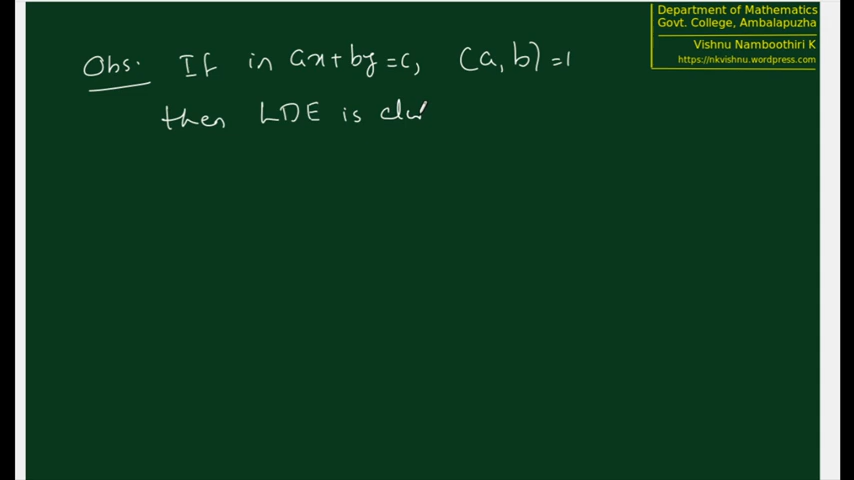 Department of Mathematics
Govt. College, Ambalapuzha
Vishnu Namboothiri K
https://nkvishnu.wordpress.com
Obs. If in ax+by=c, (a,b)=1
then LDE is